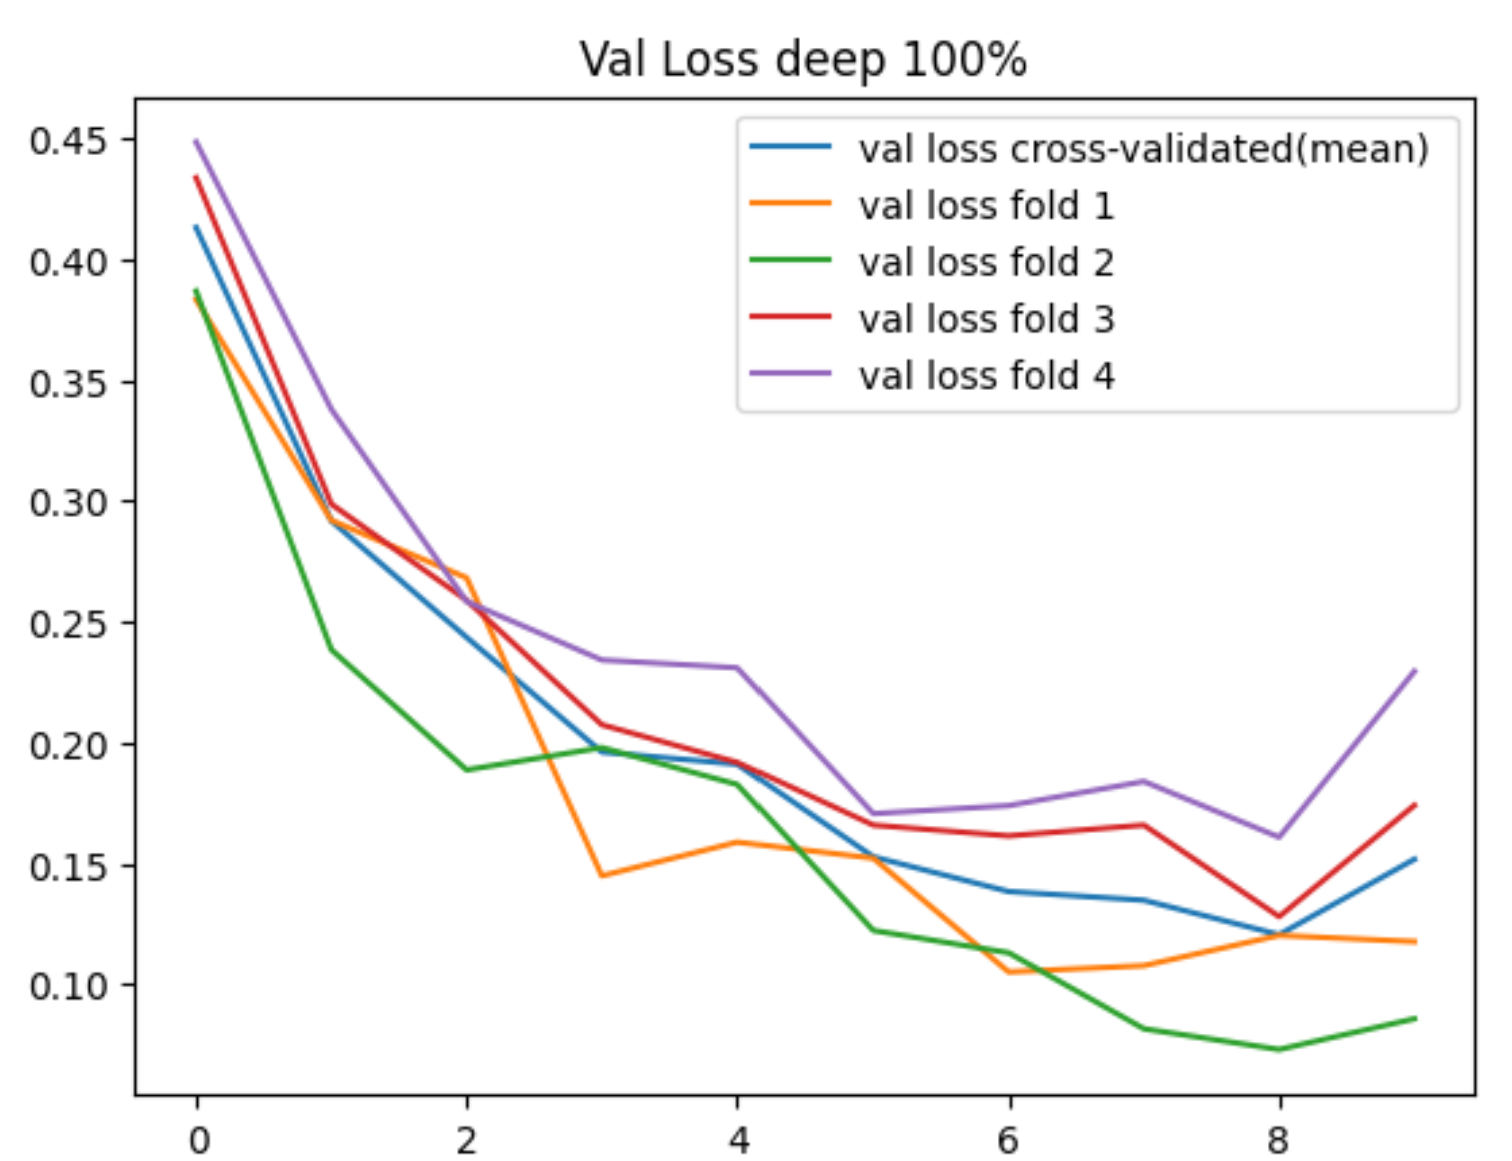 Val Loss deep 100%
val loss cross-validated(mean)
val loss fold 1
val loss fold 2
val loss fold 3
val loss fold 4
0.45
0.40
0.35
0.30
0.25
0.20
0.15
0.10
0 2 4 6 8